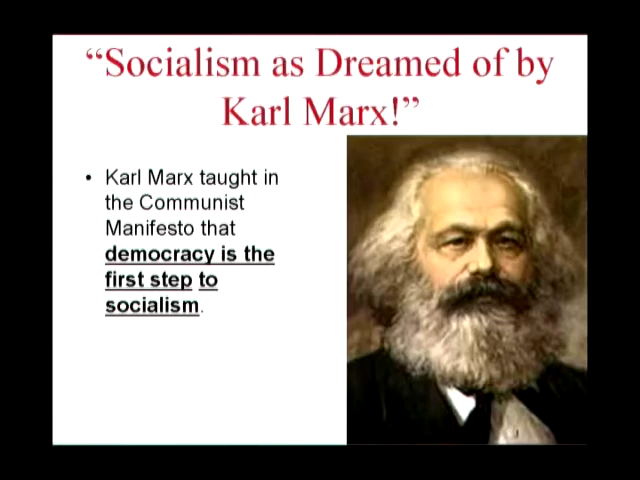 “Socialism as Dreamed of by
Karl Marx!”
• Karl Marx taught in
the Communist
Manifesto that
democracy is the
first step to
socialism.